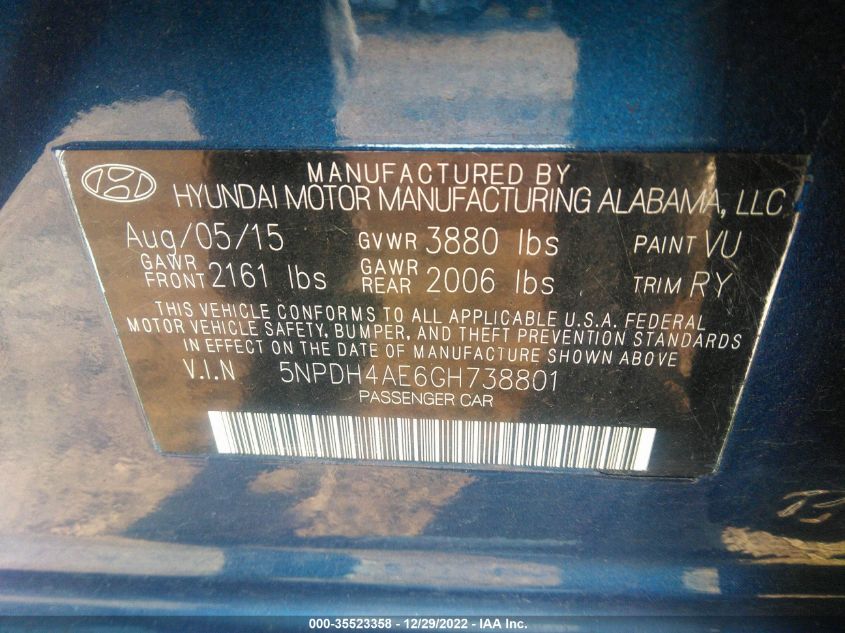 MANUFACTURED BY
HYUNDAI MOTOR MANUFACTURING ALABAMA, LLC
Aug/05/15 GVWR 3880 lbs PAINT VU
GAWR FRONT 2161 lbs GAWR REAR 2006 lbs TRIM RY
THIS VEHICLE CONFORMS TO ALL APPLICABLE U.S.A. FEDERAL
MOTOR VEHICLE SAFETY, BUMPER, AND THEFT PREVENTION STANDARDS
IN EFFECT ON THE DATE OF MANUFACTURE SHOWN ABOVE
V.I.N 5NPDH4AE6GH738801
PASSENGER CAR
000-35523358 - 12/29/2022 - IAA Inc.